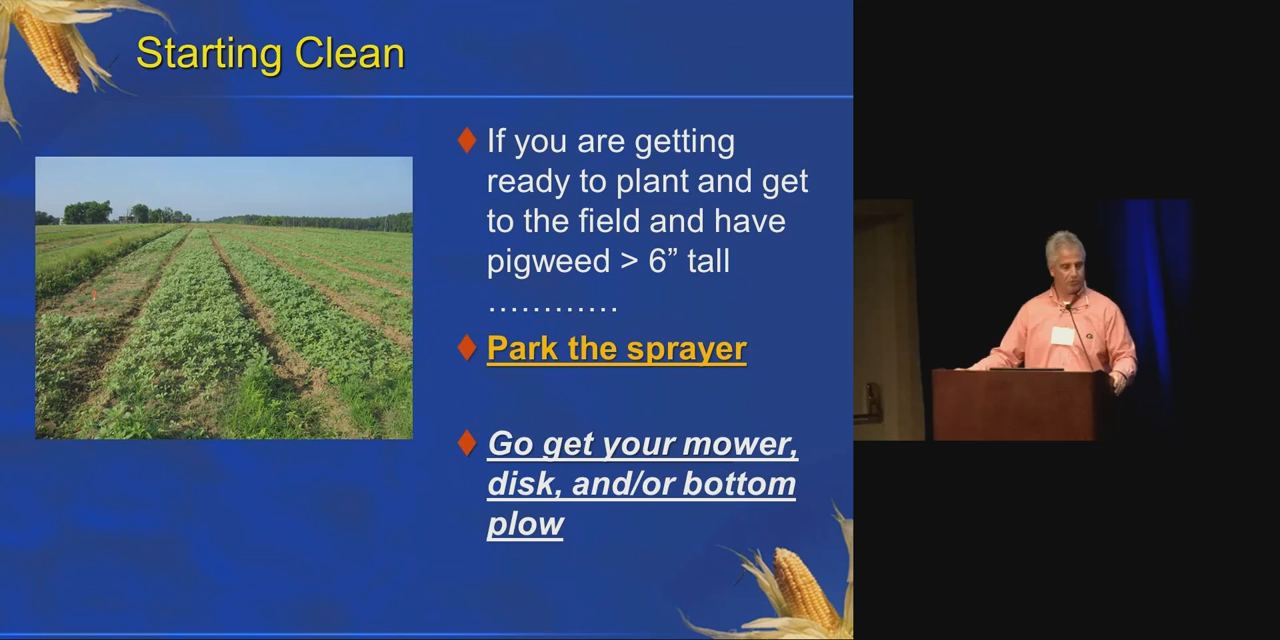 Starting Clean
If you are getting
ready to plant and get
to the field and have
pigweed > 6” tall
…………
Park the sprayer
Go get your mower,
disk, and/or bottom
plow